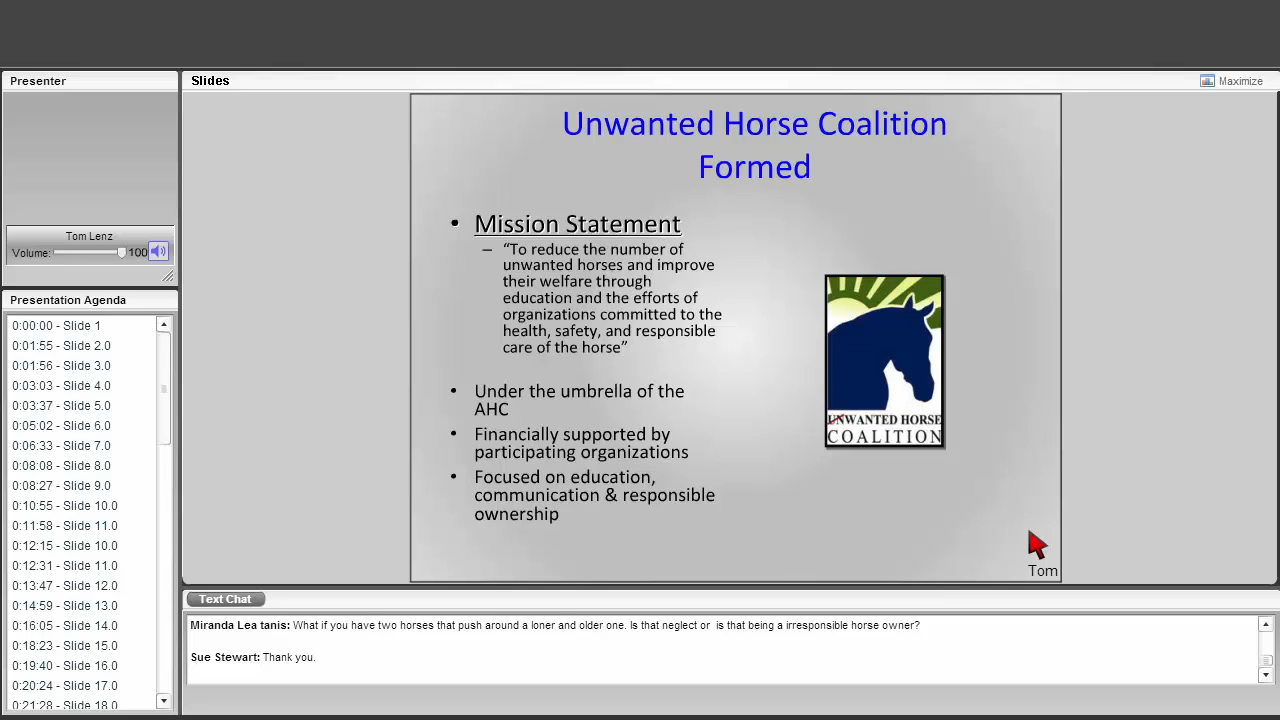 Presenter
Slides
Maximize
Tom Lenz
Volume:
100
Presentation Agenda
0:00:00 - Slide 1
0:01:55 - Slide 2.0
0:01:56 - Slide 3.0
0:03:03 - Slide 4.0
0:03:37 - Slide 5.0
0:05:02 - Slide 6.0
0:06:33 - Slide 7.0
0:08:08 - Slide 8.0
0:08:27 - Slide 9.0
0:10:55 - Slide 10.0
0:11:58 - Slide 11.0
0:12:15 - Slide 10.0
0:12:31 - Slide 11.0
0:13:47 - Slide 12.0
0:14:59 - Slide 13.0
0:16:05 - Slide 14.0
0:18:23 - Slide 15.0
0:19:40 - Slide 16.0
0:20:24 - Slide 17.0
0:21:28 - Slide 18.0
Unwanted Horse Coalition
Formed
• Mission Statement
– “To reduce the number of
unwanted horses and improve
their welfare through
education and the efforts of
organizations committed to the
health, safety, and responsible
care of the horse”
• Under the umbrella of the
AHC
• Financially supported by
participating organizations
• Focused on education,
communication & responsible
ownership
UNWANTED HORSE
COALITION
Tom
Text Chat
Miranda Lea tanis: What if you have two horses that push around a loner and older one. Is that neglect or  is that being a irresponsible horse owner?
Sue Stewart: Thank you.